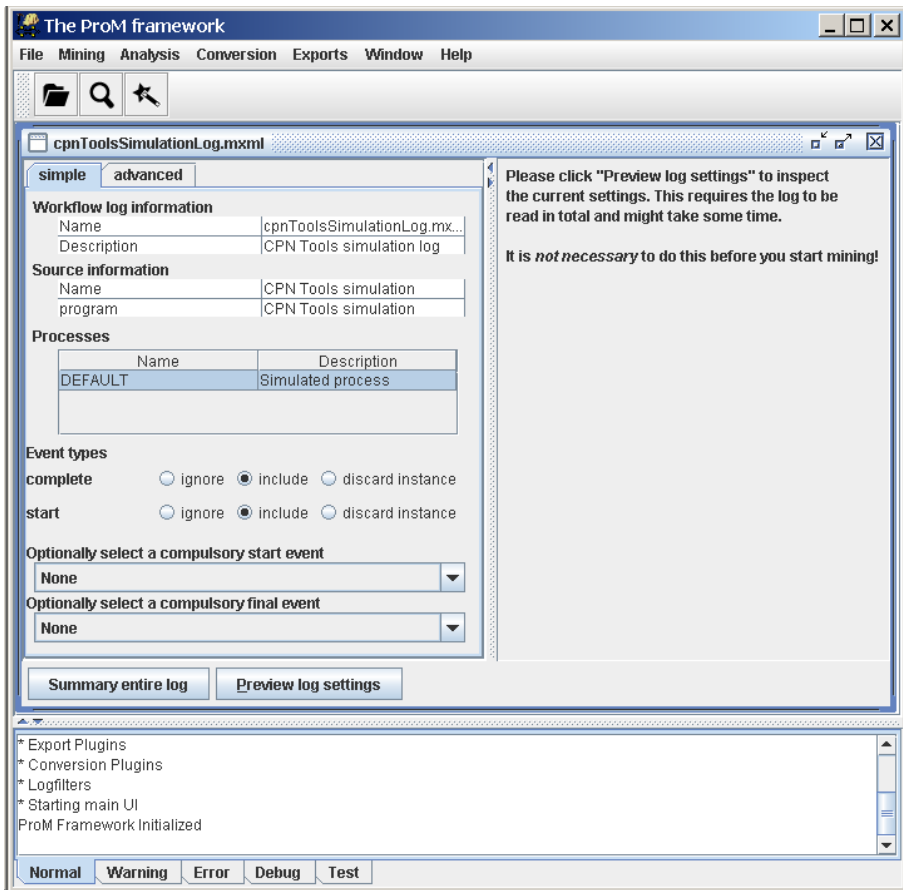 The ProM framework
File Mining Analysis Conversion Exports Window Help
cpnToolsSimulationLog.mxml
simple advanced
Workflow log information
Name cpnToolsSimulationLog.mx...
Description CPN Tools simulation log
Source information
Name CPN Tools simulation
program CPN Tools simulation
Processes
Name Description
DEFAULT Simulated process
Event types
complete ignore include discard instance
start ignore include discard instance
Optionally select a compulsory start event
None
Optionally select a compulsory final event
None
Summary entire log Preview log settings
Please click "Preview log settings" to inspect
the current settings. This requires the log to be
read in total and might take some time.
It is not necessary to do this before you start mining!
* Export Plugins
* Conversion Plugins
* Logfilters
* Starting main UI
ProM Framework Initialized
Normal Warning Error Debug Test